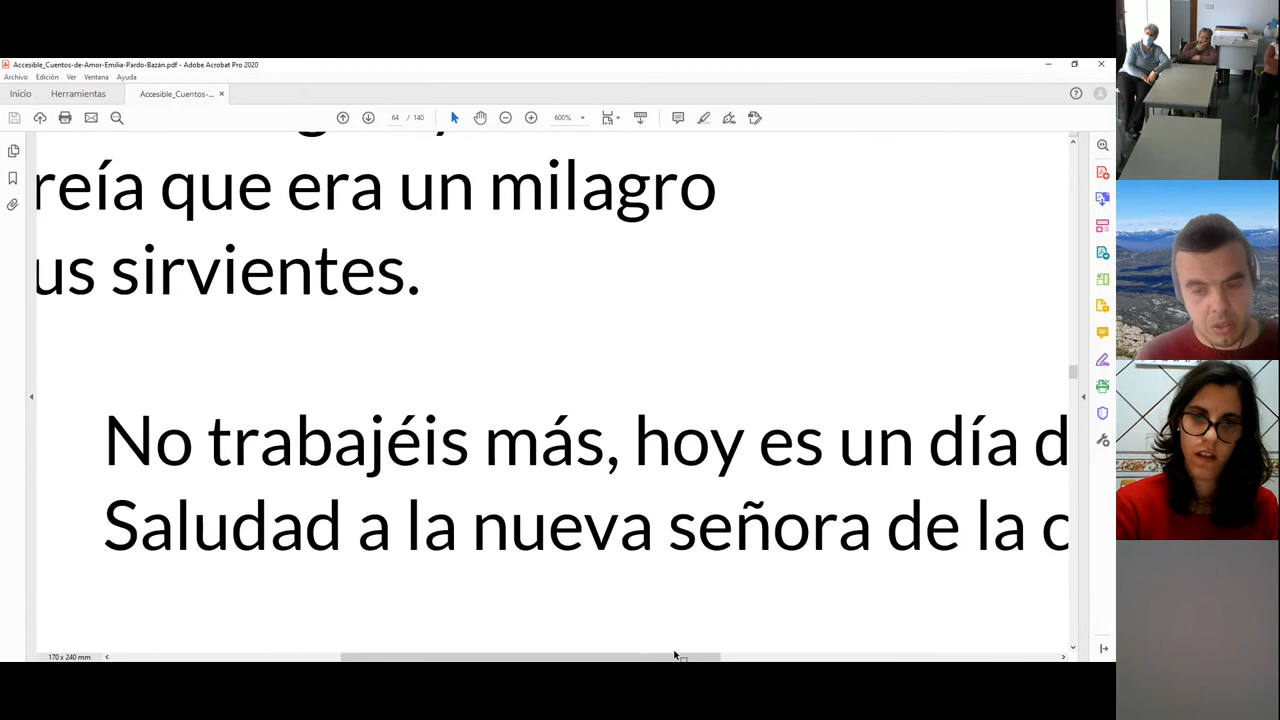 Accesible_Cuentos-de-Amor-Emilia-Pardo-Bazán.pdf - Adobe Acrobat Pro 2020
Archivo Edición Ver Ventana Ayuda
Inicio Herramientas Accesible_Cuentos-...
64 / 140 600%
reía que era un milagro
us sirvientes.
No trabajéis más, hoy es un día d
Saludad a la nueva señora de la c
170 x 240 mm